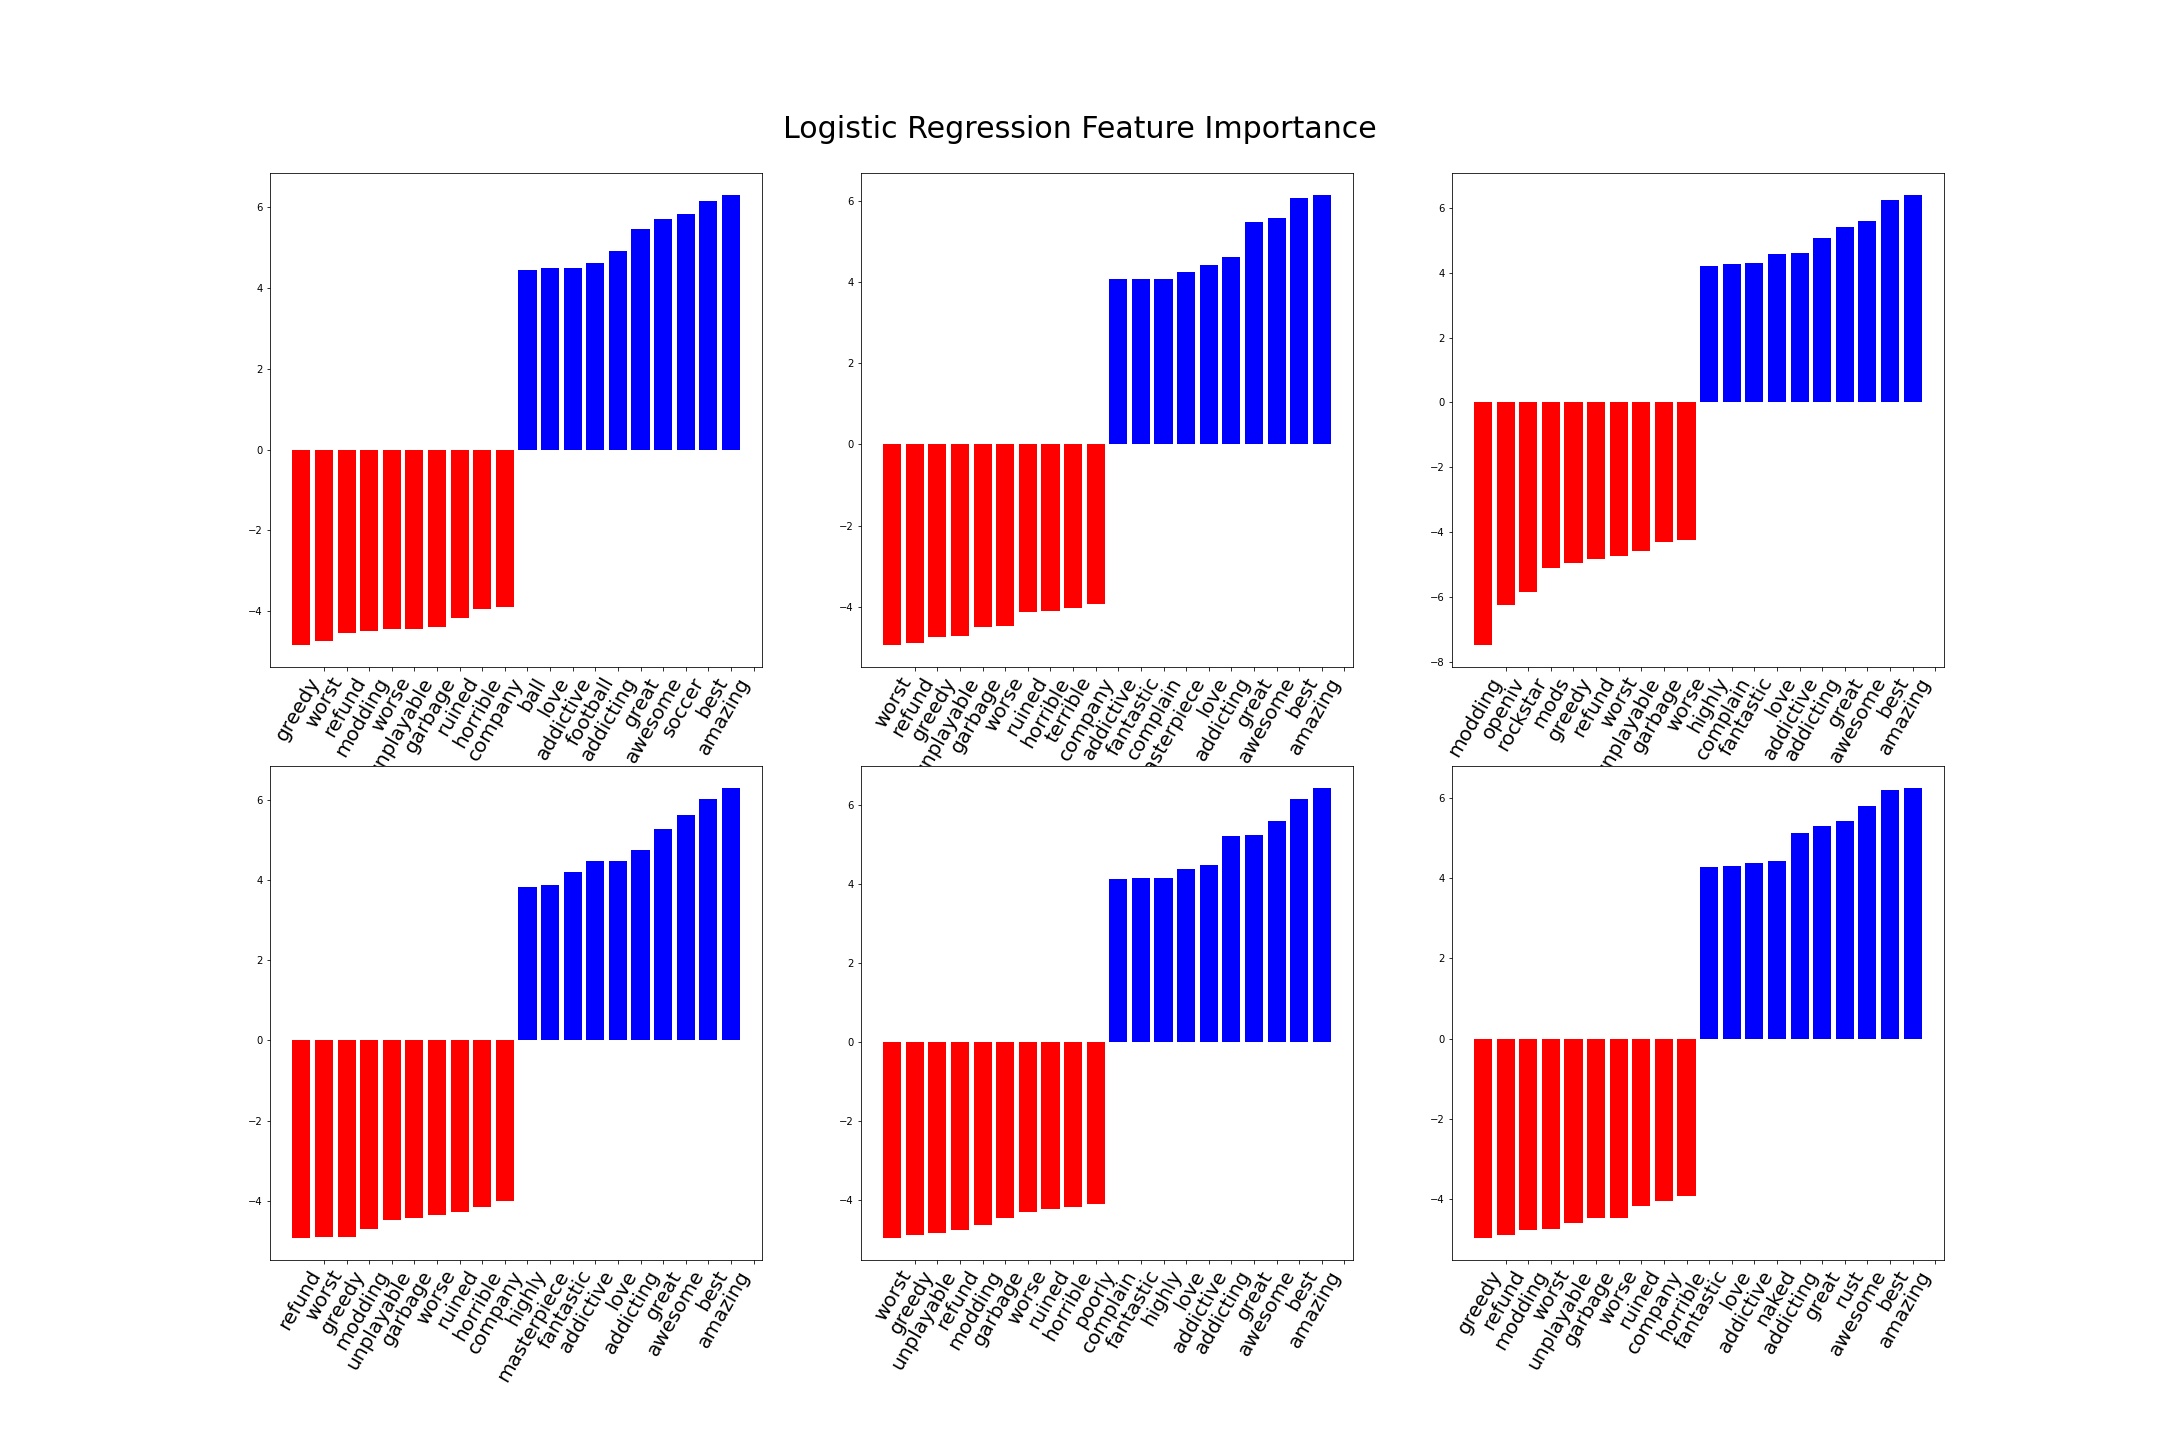 Logistic Regression Feature Importance
6
4
2
0
−2
−4
greedy
worst
refund
modding
worse
garbage
ruined
horrible
company
ball
love
addictive
football
addicting
great
awesome
soccer
best
amazing
6
4
2
0
−2
−4
worst
refund
greedy
garbage
worse
ruined
horrible
terrible
company
addictive
fantastic
complain
love
addicting
great
awesome
best
amazing
6
4
2
0
−2
−4
−6
−8
modding
openiv
rockstar
mods
greedy
refund
worst
garbage
worse
highly
complain
fantastic
love
addictive
addicting
great
awesome
best
amazing
6
4
2
0
−2
−4
refund
worst
greedy
modding
unplayable
garbage
worse
ruined
horrible
company
highly
masterpiece
fantastic
addictive
love
addicting
great
awesome
best
amazing
6
4
2
0
−2
−4
worst
greedy
unplayable
refund
modding
garbage
worse
ruined
horrible
poorly
complain
fantastic
highly
love
addictive
addicting
great
awesome
best
amazing
6
4
2
0
−2
−4
greedy
refund
modding
worst
unplayable
garbage
worse
ruined
company
horrible
fantastic
love
addictive
naked
addicting
great
rust
awesome
best
amazing